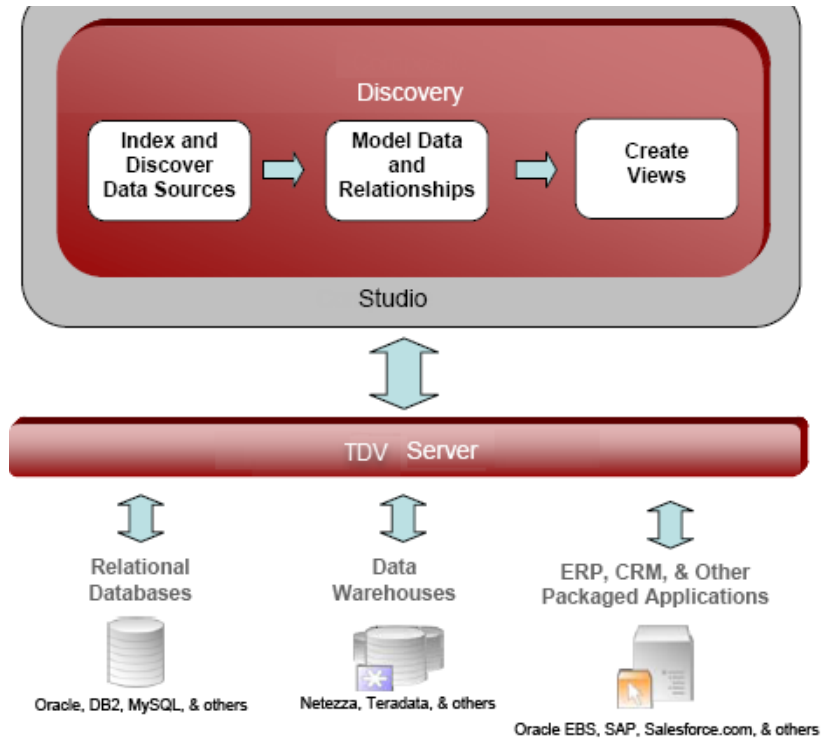 Discovery
Index and
Discover
Data Sources
Model Data
and
Relationships
Create
Views
Studio
TDV Server
Relational
Databases
Data
Warehouses
ERP, CRM, & Other
Packaged Applications
Oracle, DB2, MySQL, & others
Netezza, Teradata, & others
Oracle EBS, SAP, Salesforce.com, & others